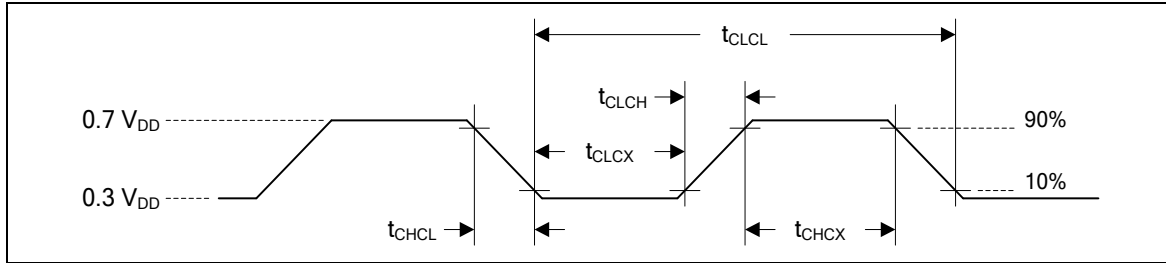 tCLCL
tCLCH
0.7 VDD
90%
tCLCX
0.3 VDD
10%
tCHCL
tCHCX